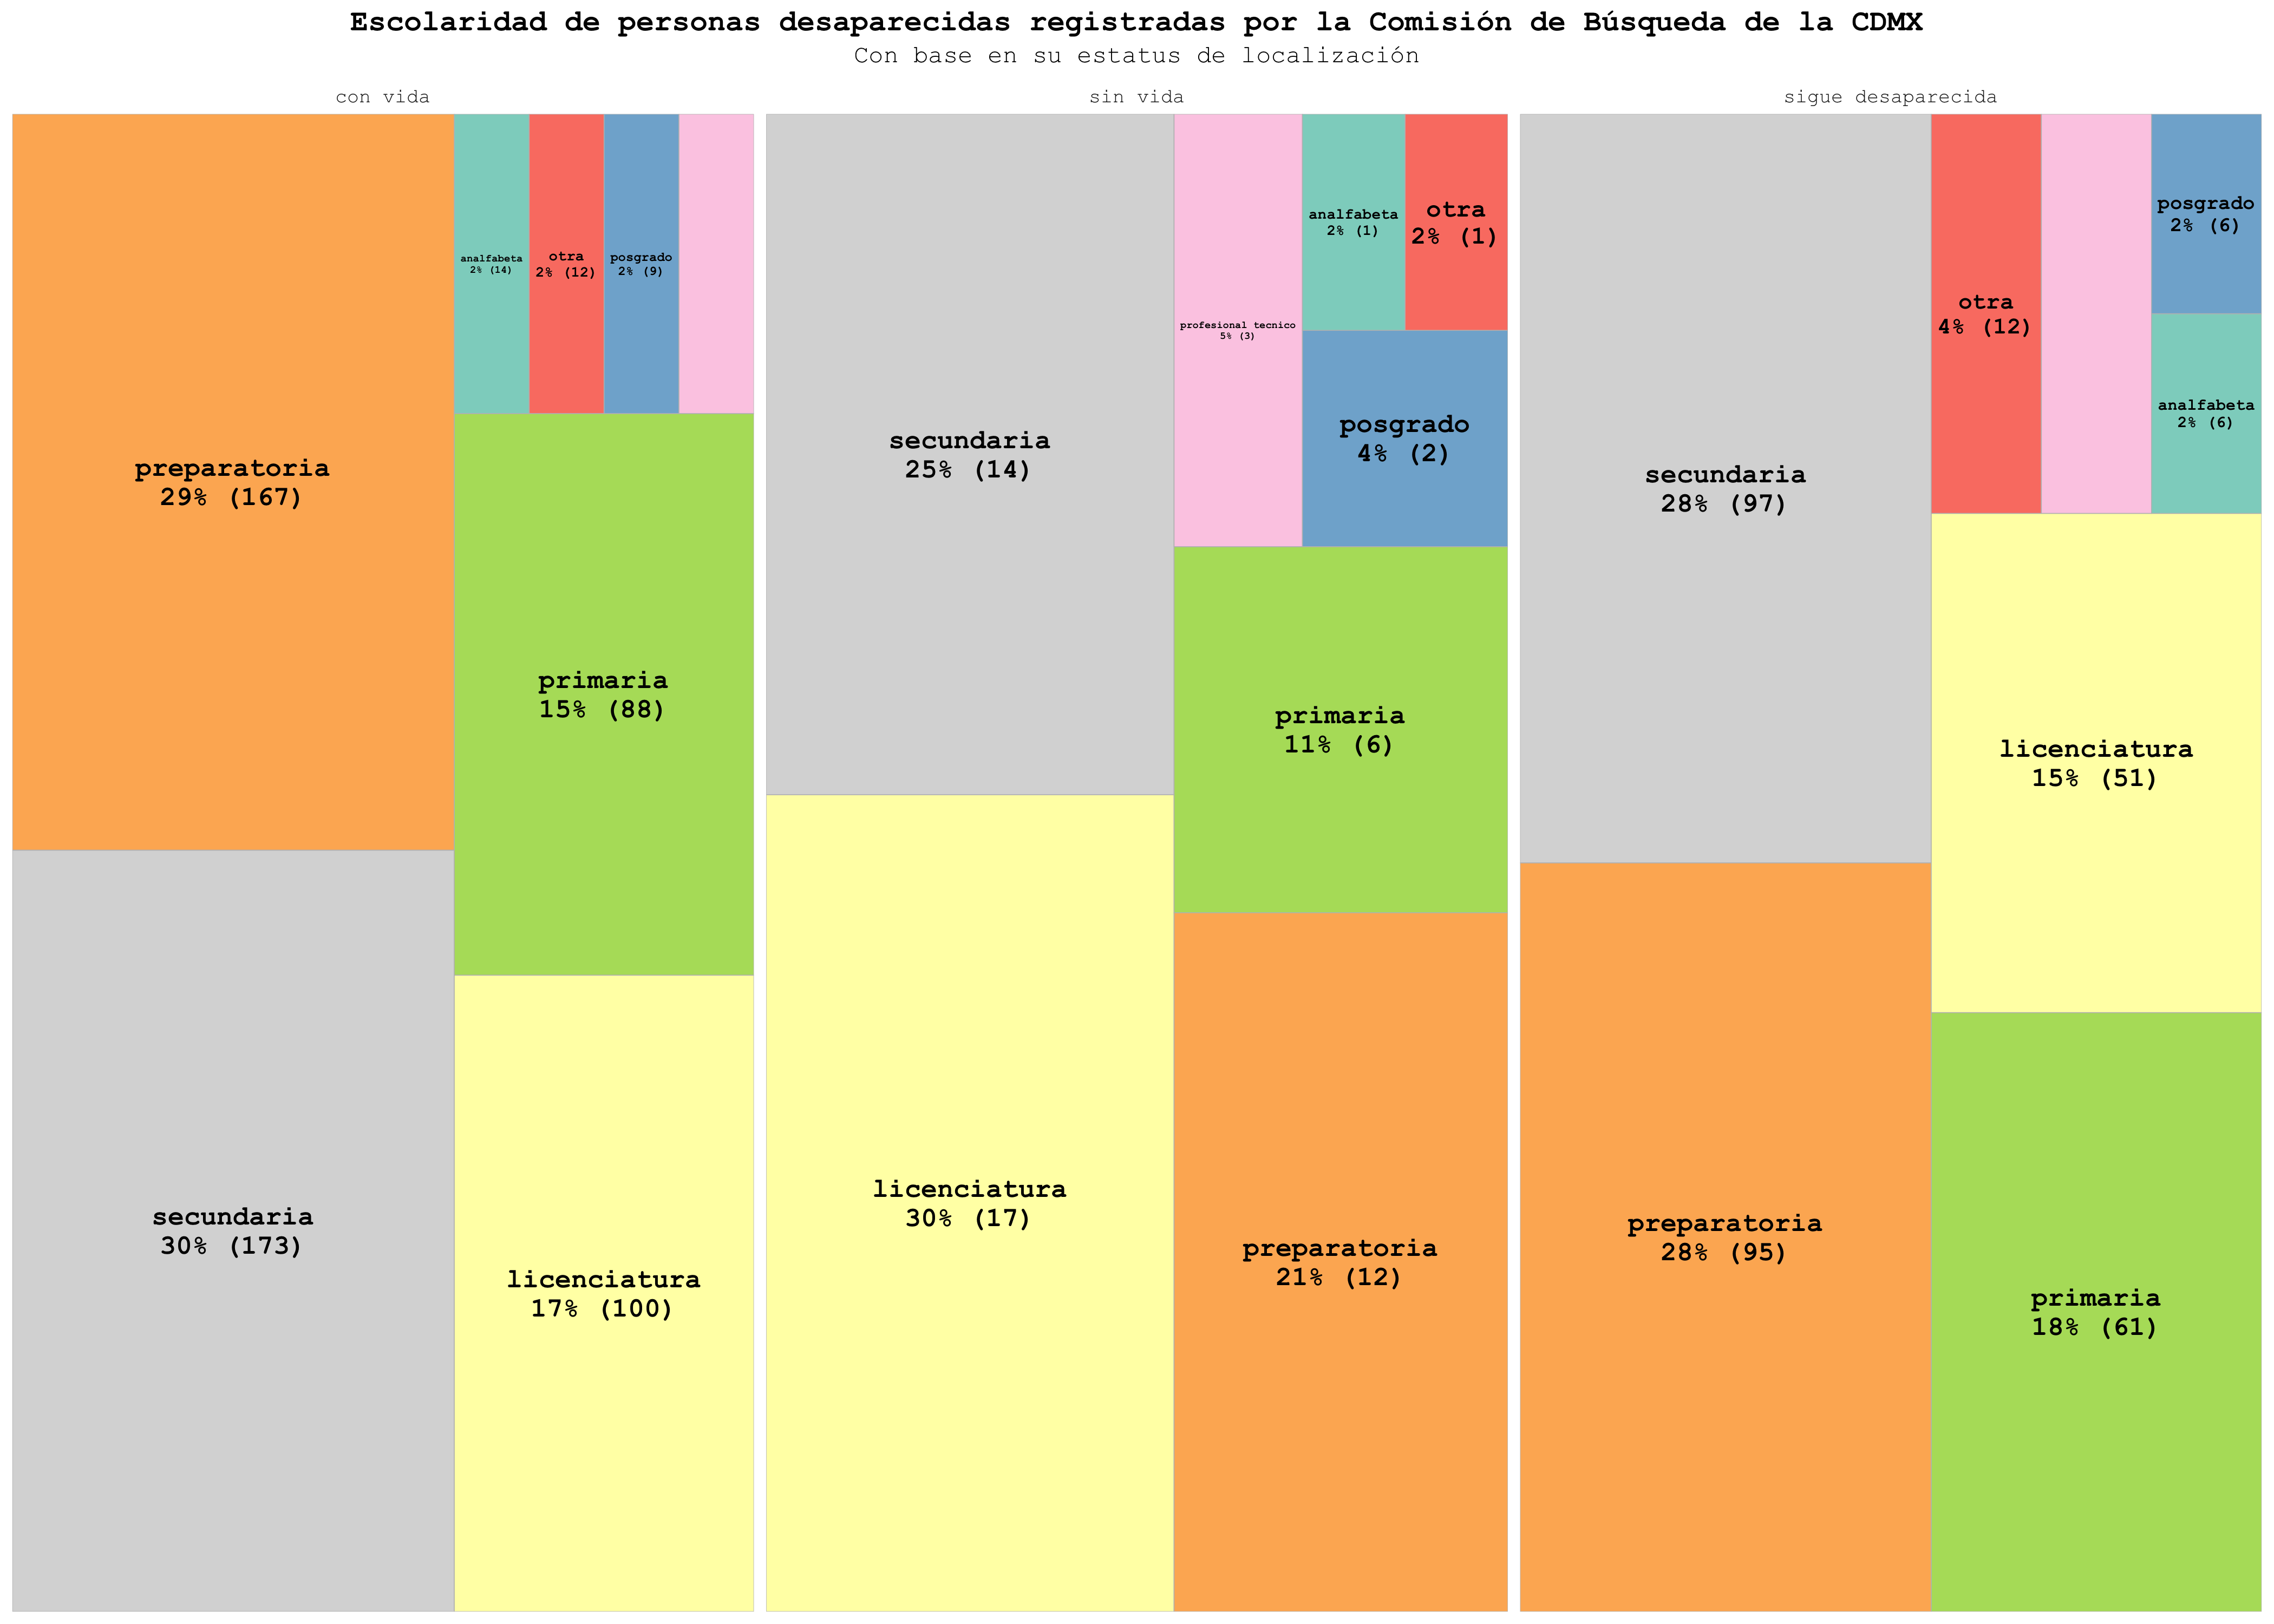 Escolaridad de personas desaparecidas registradas por la Comisión de Búsqueda de la CDMX
Con base en su estatus de localización
con vida
preparatoria
29% (167)
analfabeta
2% (14)
otra
2% (12)
posgrado
2% (9)
primaria
15% (88)
secundaria
30% (173)
licenciatura
17% (100)
sin vida
secundaria
25% (14)
profesional tecnico
5% (3)
analfabeta
2% (1)
otra
2% (1)
posgrado
4% (2)
primaria
11% (6)
licenciatura
30% (17)
preparatoria
21% (12)
sigue desaparecida
secundaria
28% (97)
otra
4% (12)
posgrado
2% (6)
analfabeta
2% (6)
licenciatura
15% (51)
preparatoria
28% (95)
primaria
18% (61)